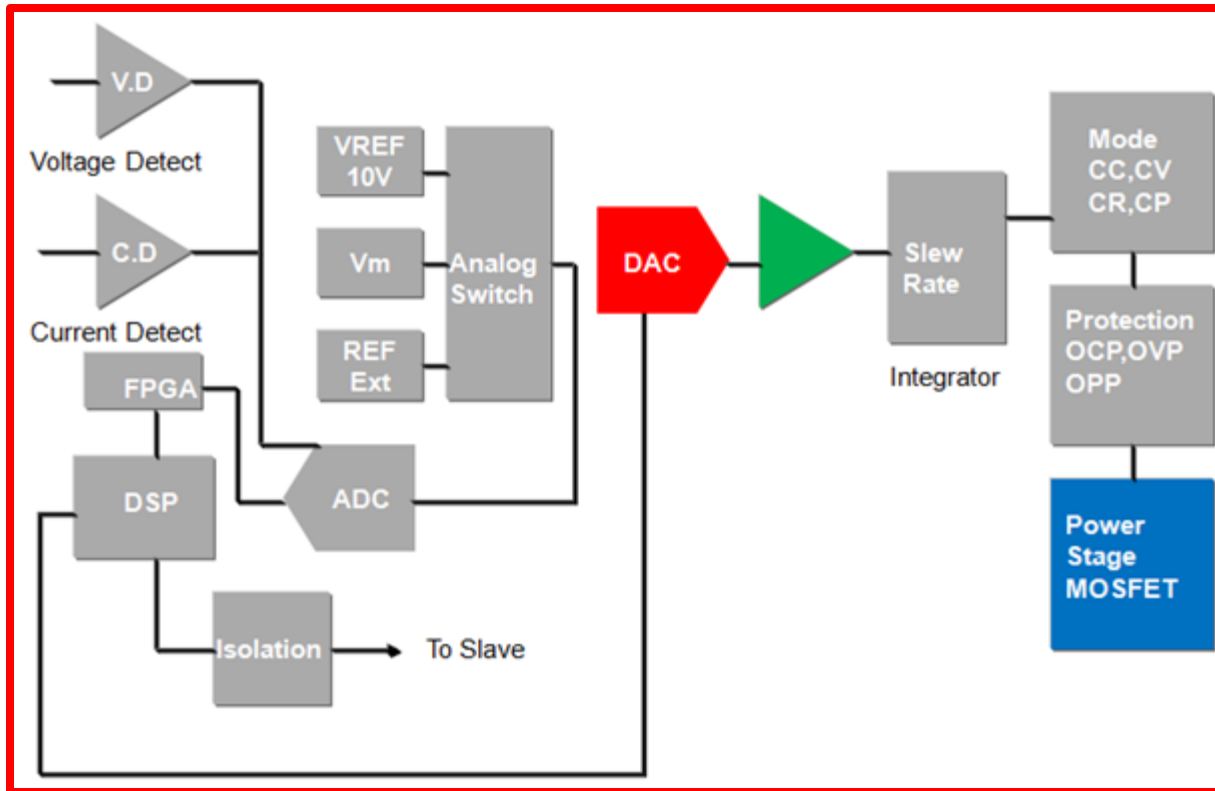 V.D
Voltage Detect
C.D
Current Detect
VREF
10V
Vm
REF
Ext
Analog
Switch
FPGA
DSP
ADC
Isolation
To Slave
DAC
Slew
Rate
Integrator
Mode
CC,CV
CR,CP
Protection
OCP,OVP
OPP
Power
Stage
MOSFET